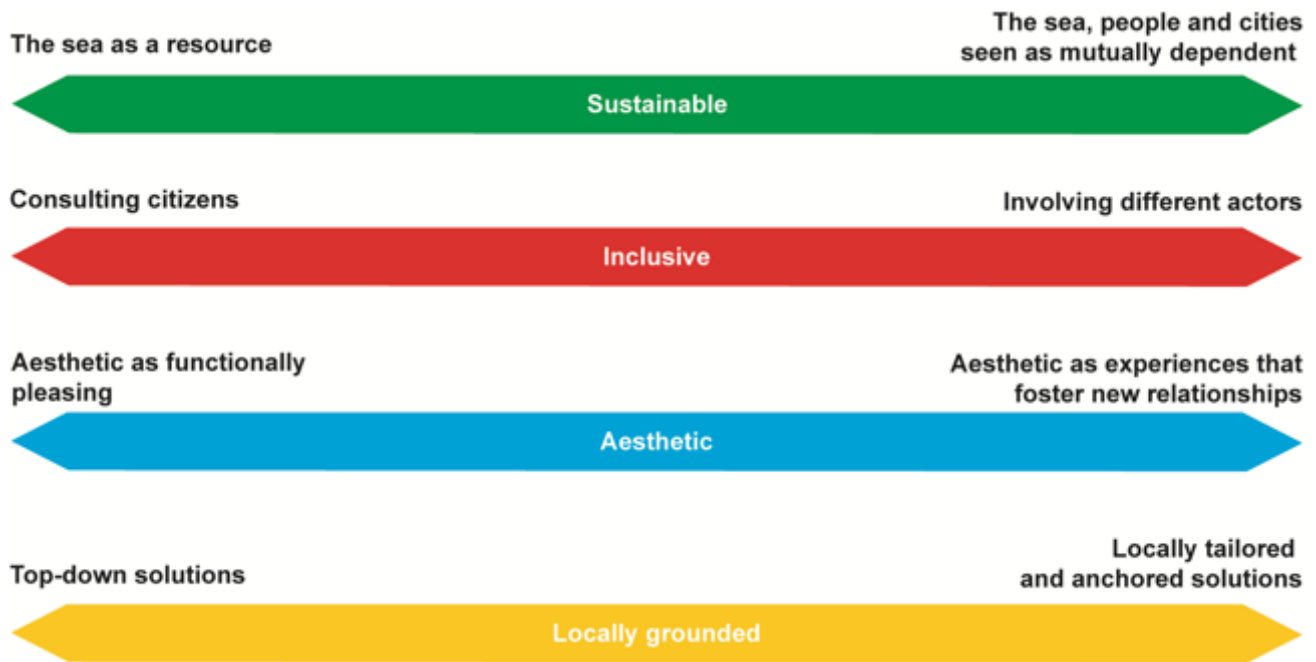 The sea as a resource
The sea, people and cities
seen as mutually dependent
Sustainable
Consulting citizens
Involving different actors
Inclusive
Aesthetic as functionally
pleasing
Aesthetic as experiences that
foster new relationships
Aesthetic
Top-down solutions
Locally tailored
and anchored solutions
Locally grounded